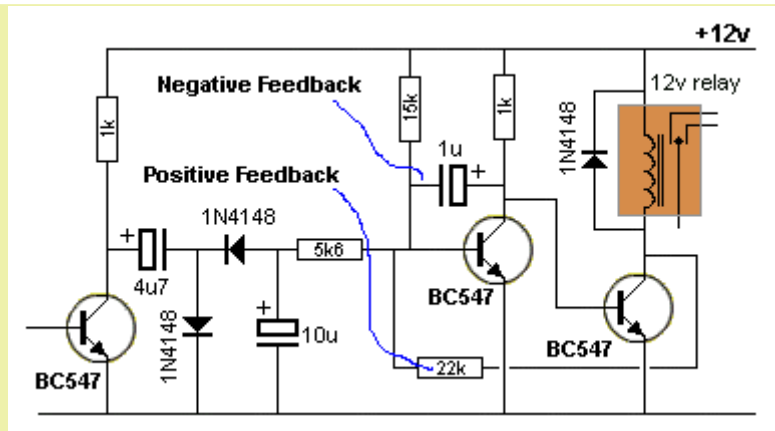 +12v
Negative Feedback
12v relay
1k
15k
1k
1N4148
1u
+
Positive Feedback
1N4148
+
5k6
4u7
BC547
1N4148
+
10u
BC547
22k
BC547